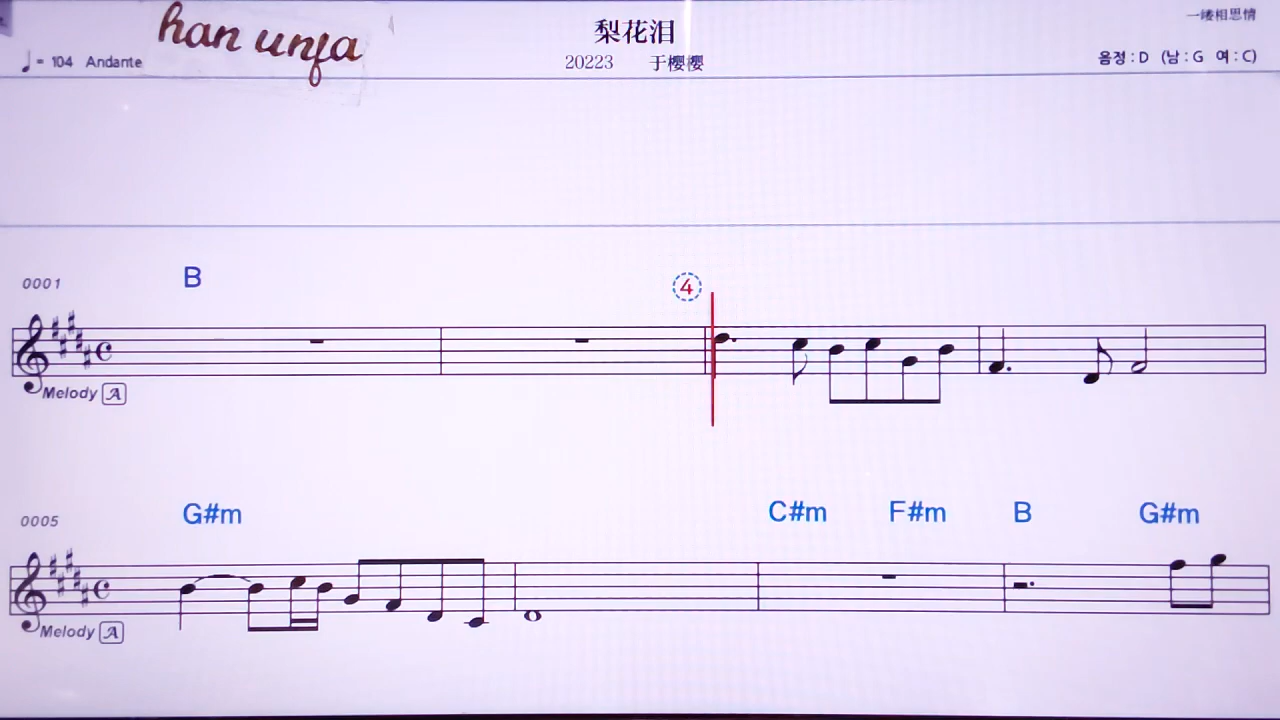 han unja
梨花泪
一缕相思情
♩= 104 Andante
20223 于樱樱
음정 : D (남 : G 여 : C)
0001 B
④
Melody A
0005 G#m C#m F#m B G#m
Melody A